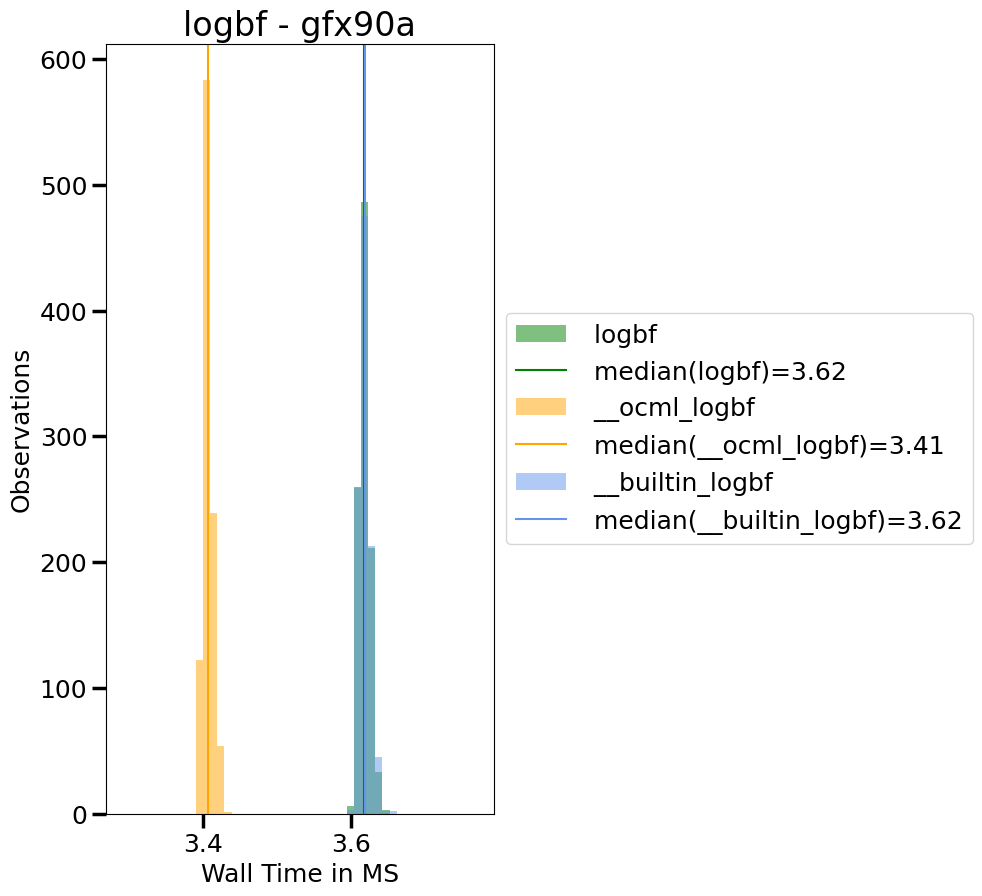 logbf - gfx90a
600
500
400
300
200
100
0
Observations
3.4
3.6
Wall Time in MS
logbf
median(logbf)=3.62
__ocml_logbf
median(__ocml_logbf)=3.41
__builtin_logbf
median(__builtin_logbf)=3.62